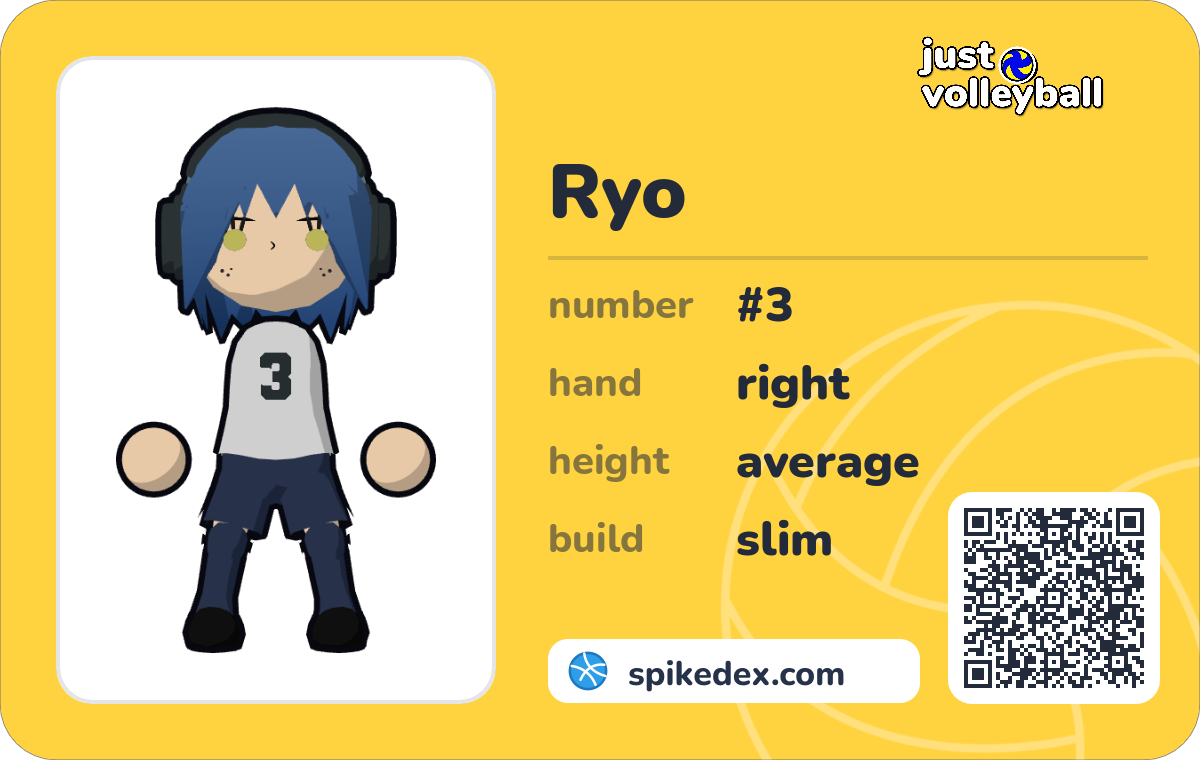 just
volleyball
Ryo
number #3
hand right
height average
build slim
3
spikedex.com